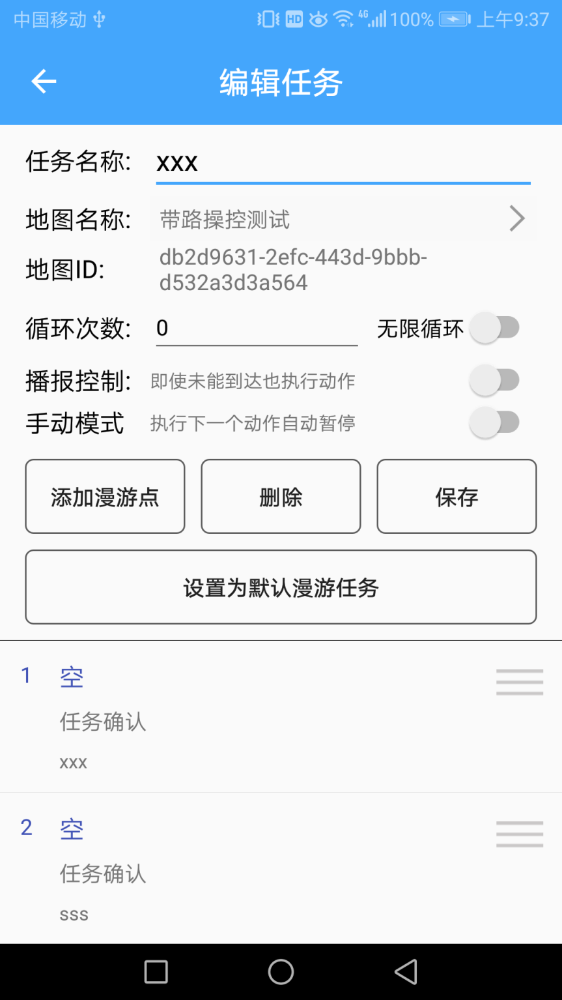 中国移动 HD 4G 100% 上午9:37
编辑任务
任务名称: xxx
地图名称: 带路操控测试
地图ID: db2d9631-2efc-443d-9bbb-
d532a3d3a564
循环次数: 0 无限循环
播报控制: 即使未能到达也执行动作
手动模式 执行下一个动作自动暂停
添加漫游点 删除 保存
设置为默认漫游任务
1 空
任务确认
xxx
2 空
任务确认
sss